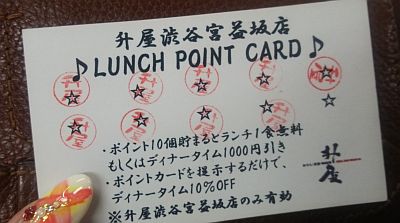 升屋渋谷宮益坂店
♪LUNCH POINT CARD♪
☆ ☆ ☆ ☆ ☆
☆ ☆ ☆ ☆ ☆
・ポイント10個貯まるとランチ1食無料
もしくはディナータイム1000円引き
・ポイントカードを提示するだけで、
ディナータイム10%OFF
※升屋渋谷宮益坂店のみ有効
升屋